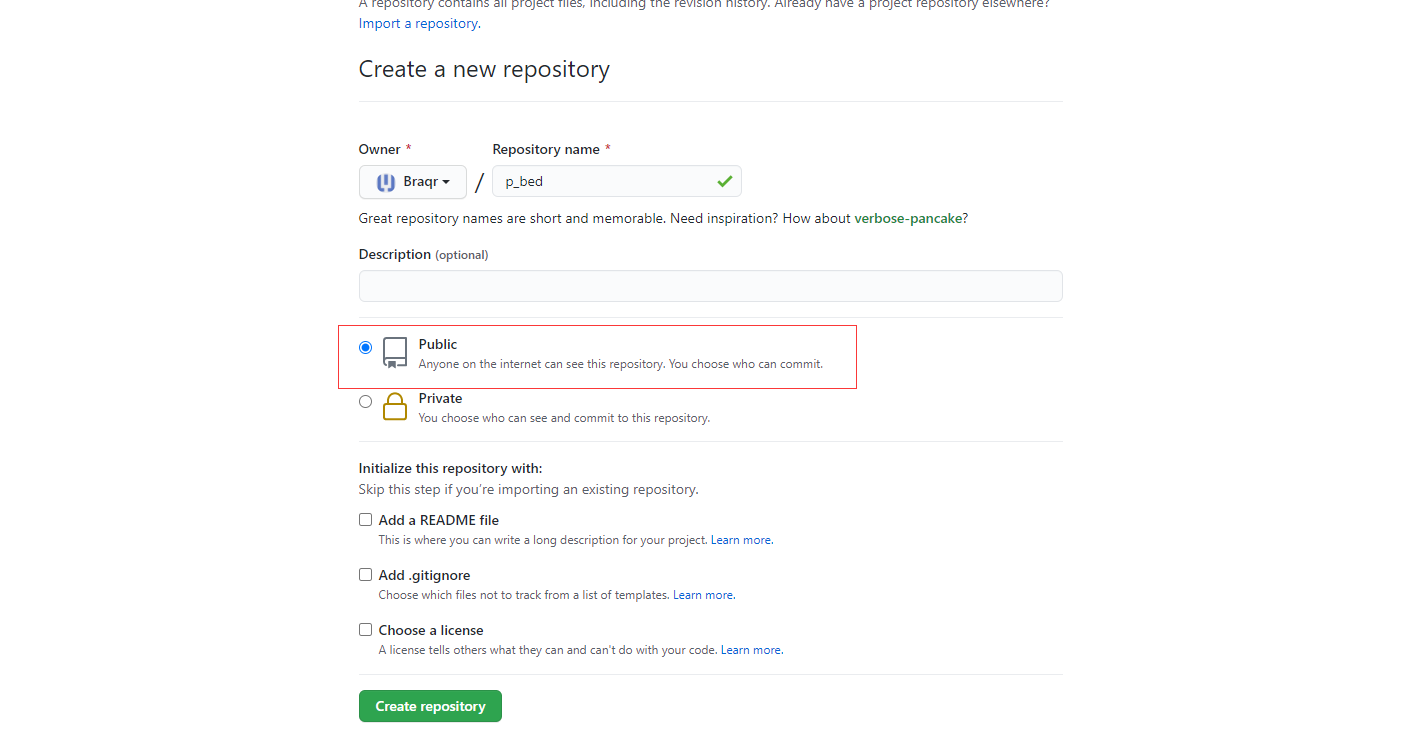 A repository contains all project files, including the revision history. Already have a project repository elsewhere?
Import a repository.
Create a new repository
Owner * Repository name *
Braqr / p_bed
Great repository names are short and memorable. Need inspiration? How about verbose-pancake?
Description (optional)
Public
Anyone on the internet can see this repository. You choose who can commit.
Private
You choose who can see and commit to this repository.
Initialize this repository with:
Skip this step if you're importing an existing repository.
Add a README file
This is where you can write a long description for your project. Learn more.
Add .gitignore
Choose which files not to track from a list of templates. Learn more.
Choose a license
A license tells others what they can and can't do with your code. Learn more.
Create repository